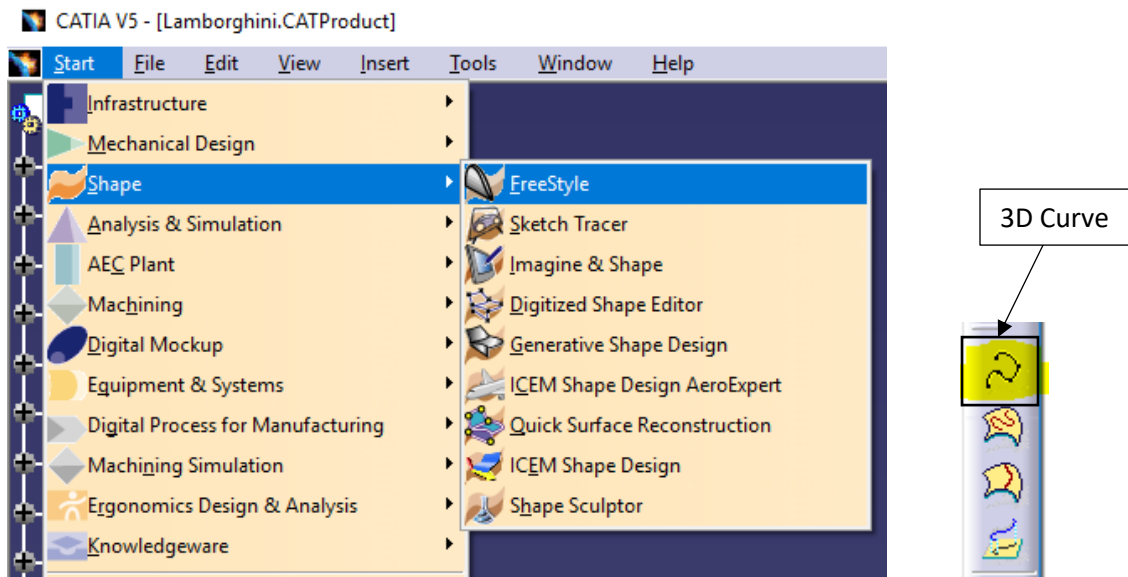 CATIA V5 - [Lamborghini.CATProduct]
Start File Edit View Insert Tools Window Help
Infrastructure
Mechanical Design
Shape
Analysis & Simulation
AEC Plant
Machining
Digital Mockup
Equipment & Systems
Digital Process for Manufacturing
Machining Simulation
Ergonomics Design & Analysis
Knowledgeware
FreeStyle
Sketch Tracer
Imagine & Shape
Digitized Shape Editor
Generative Shape Design
ICEM Shape Design AeroExpert
Quick Surface Reconstruction
ICEM Shape Design
Shape Sculptor
3D Curve